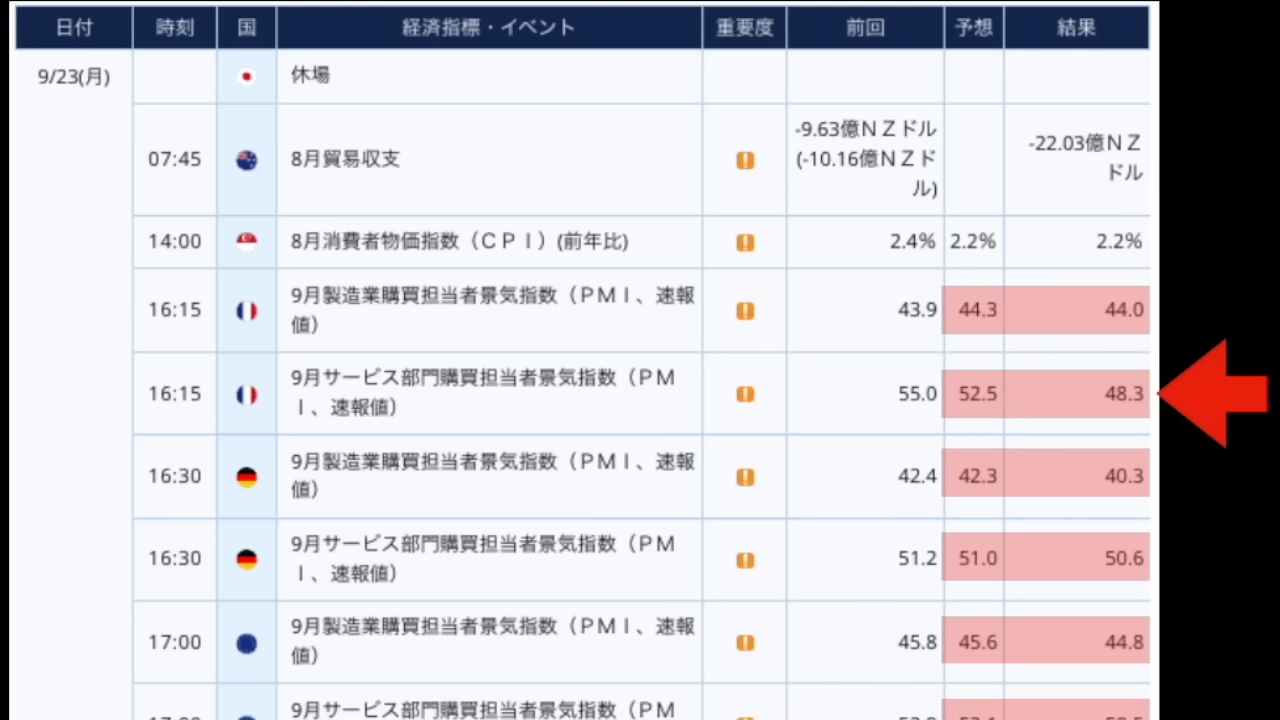 日付 時刻 国 経済指標・イベント 重要度 前回 予想 結果
9/23(月) 休場
07:45 8月貿易収支 -9.63億NZドル
(-10.16億NZド
ル) -22.03億NZ
ドル
14:00 8月消費者物価指数（CPI）(前年比) 2.4% 2.2% 2.2%
16:15 9月製造業購買担当者景気指数（PMI、速報
値） 43.9 44.3 44.0
16:15 9月サービス部門購買担当者景気指数（PM
I、速報値） 55.0 52.5 48.3
16:30 9月製造業購買担当者景気指数（PMI、速報
値） 42.4 42.3 40.3
16:30 9月サービス部門購買担当者景気指数（PM
I、速報値） 51.2 51.0 50.6
17:00 9月製造業購買担当者景気指数（PMI、速報
値） 45.8 45.6 44.8
9月サービス部門購買担当者景気指数（PM